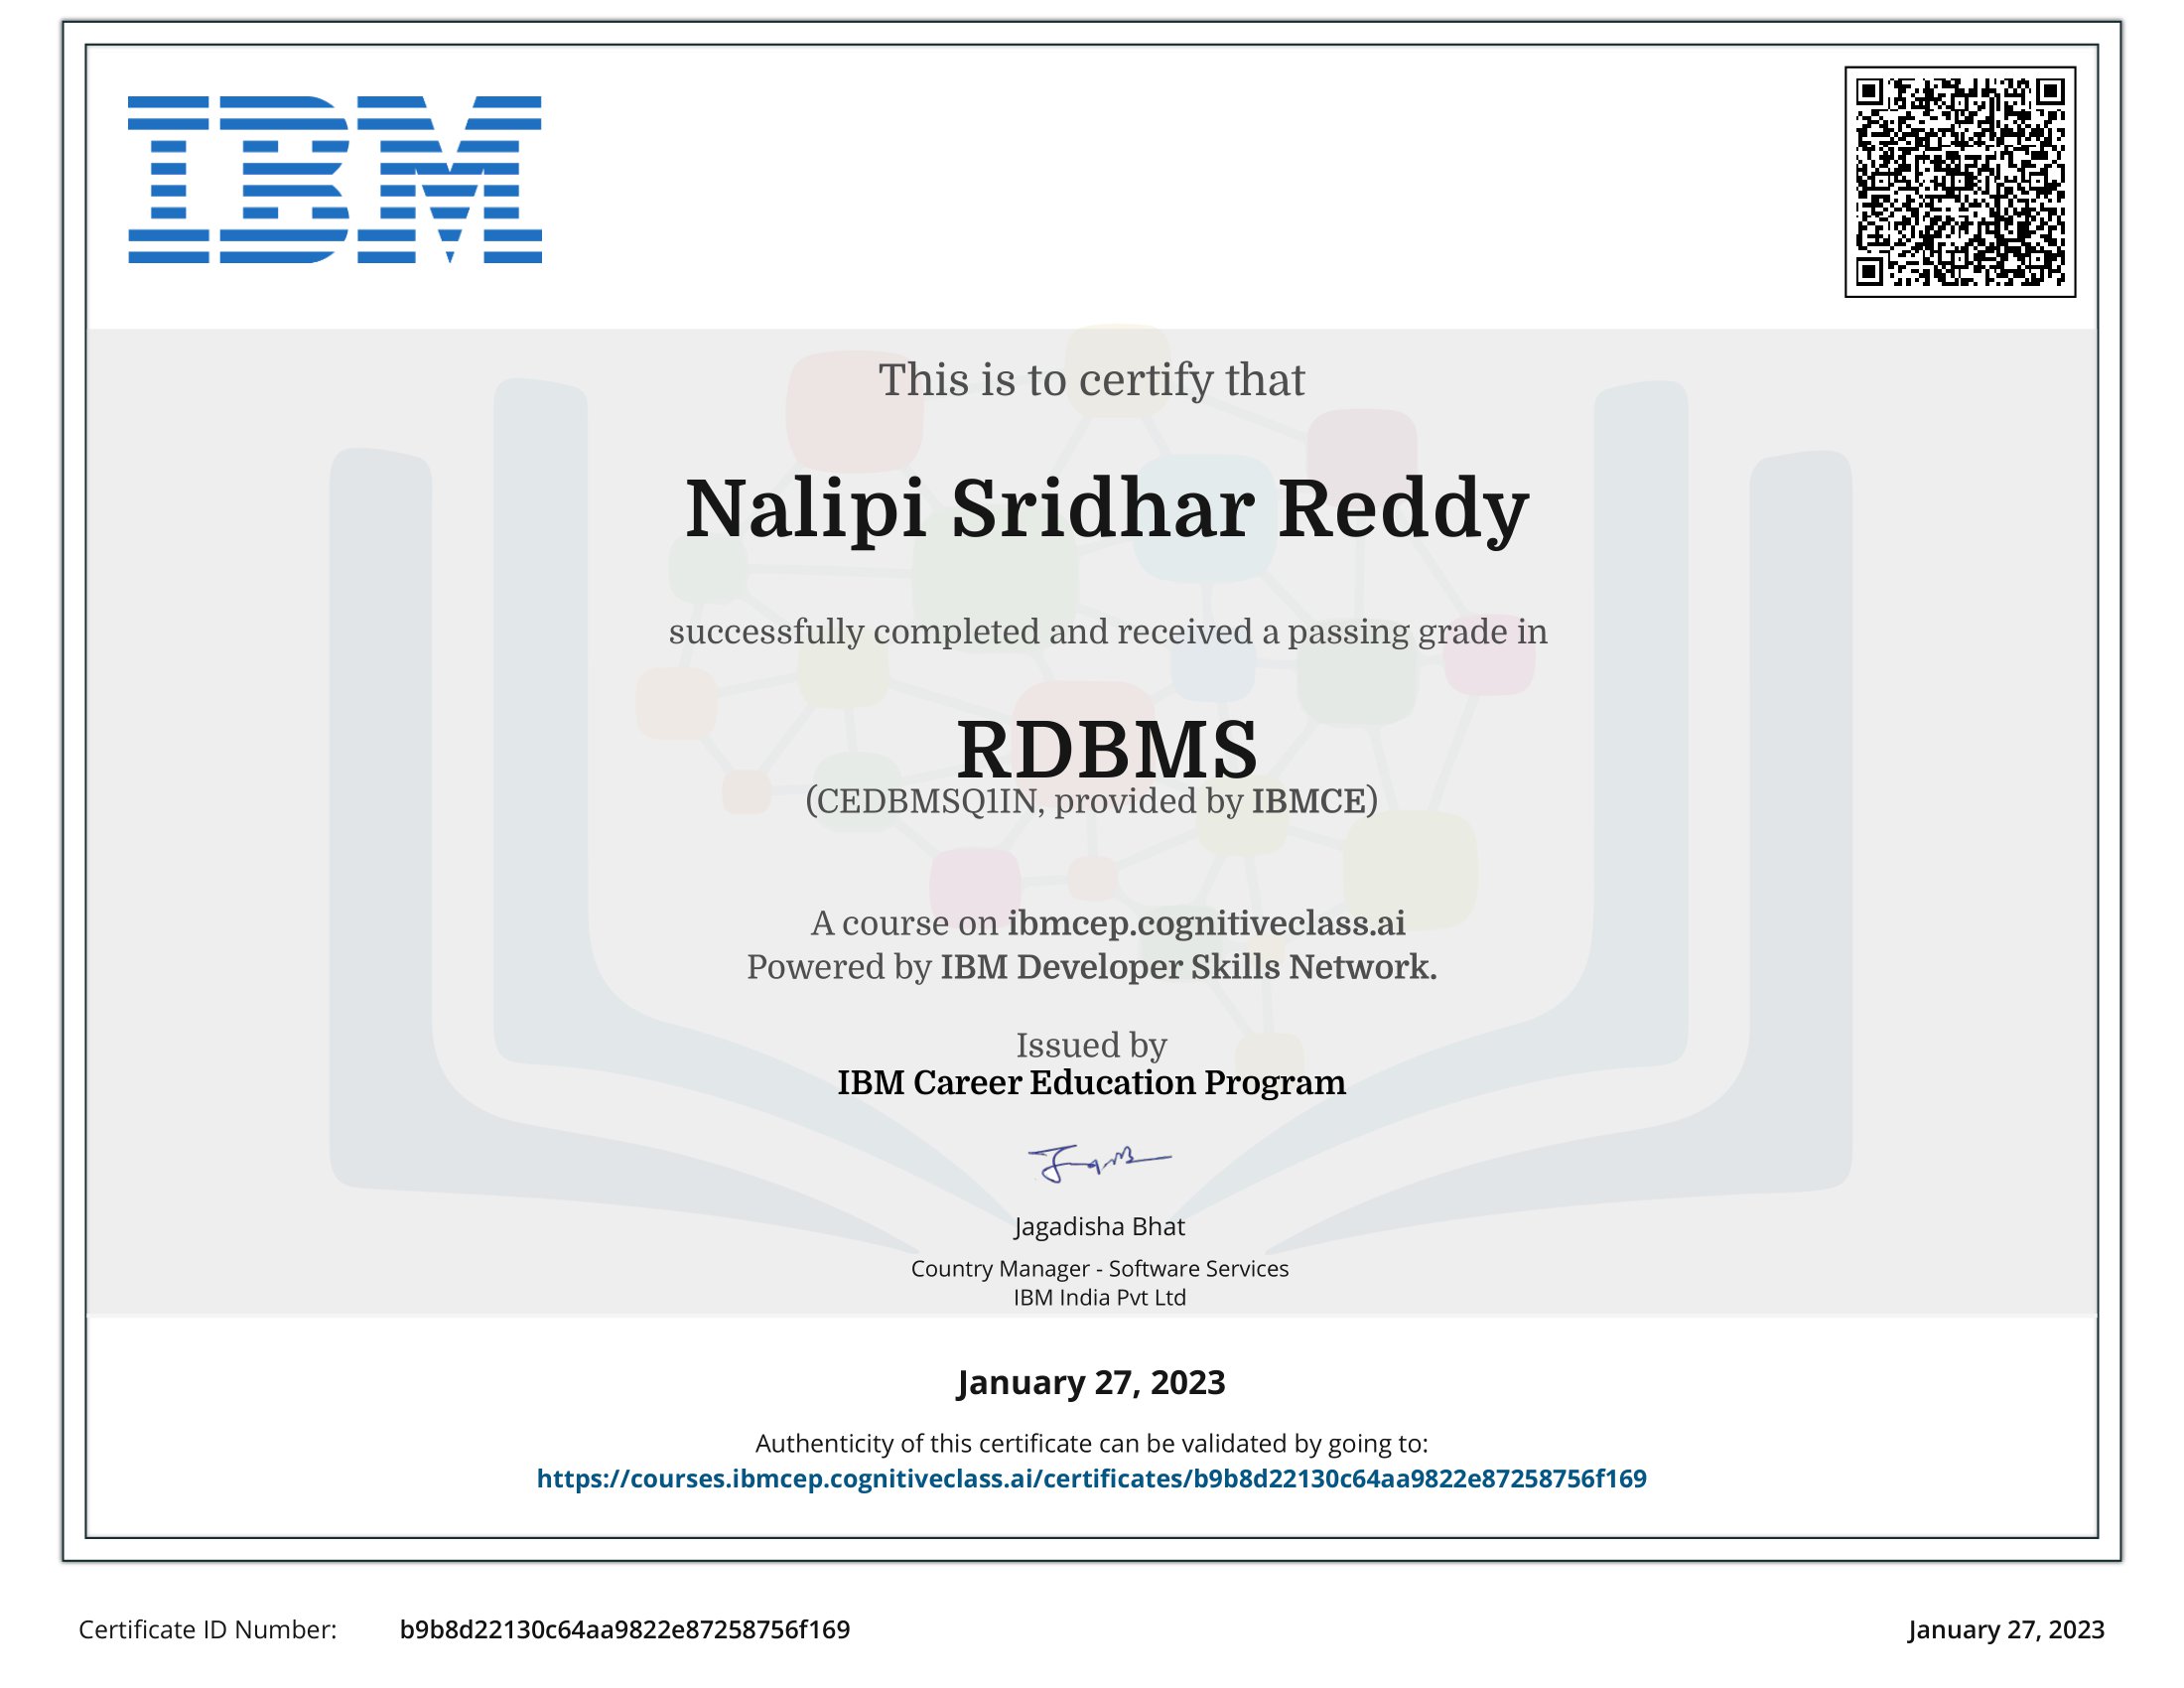 IBM
This is to certify that
Nalipi Sridhar Reddy
successfully completed and received a passing grade in
RDBMS
(CEDBMSQ1IN, provided by IBMCE)
A course on ibmcep.cognitiveclass.ai
Powered by IBM Developer Skills Network.
Issued by
IBM Career Education Program
Jagadisha Bhat
Country Manager - Software Services
IBM India Pvt Ltd
January 27, 2023
Authenticity of this certificate can be validated by going to:
https://courses.ibmcep.cognitiveclass.ai/certificates/b9b8d22130c64aa9822e87258756f169
Certificate ID Number: b9b8d22130c64aa9822e87258756f169 January 27, 2023